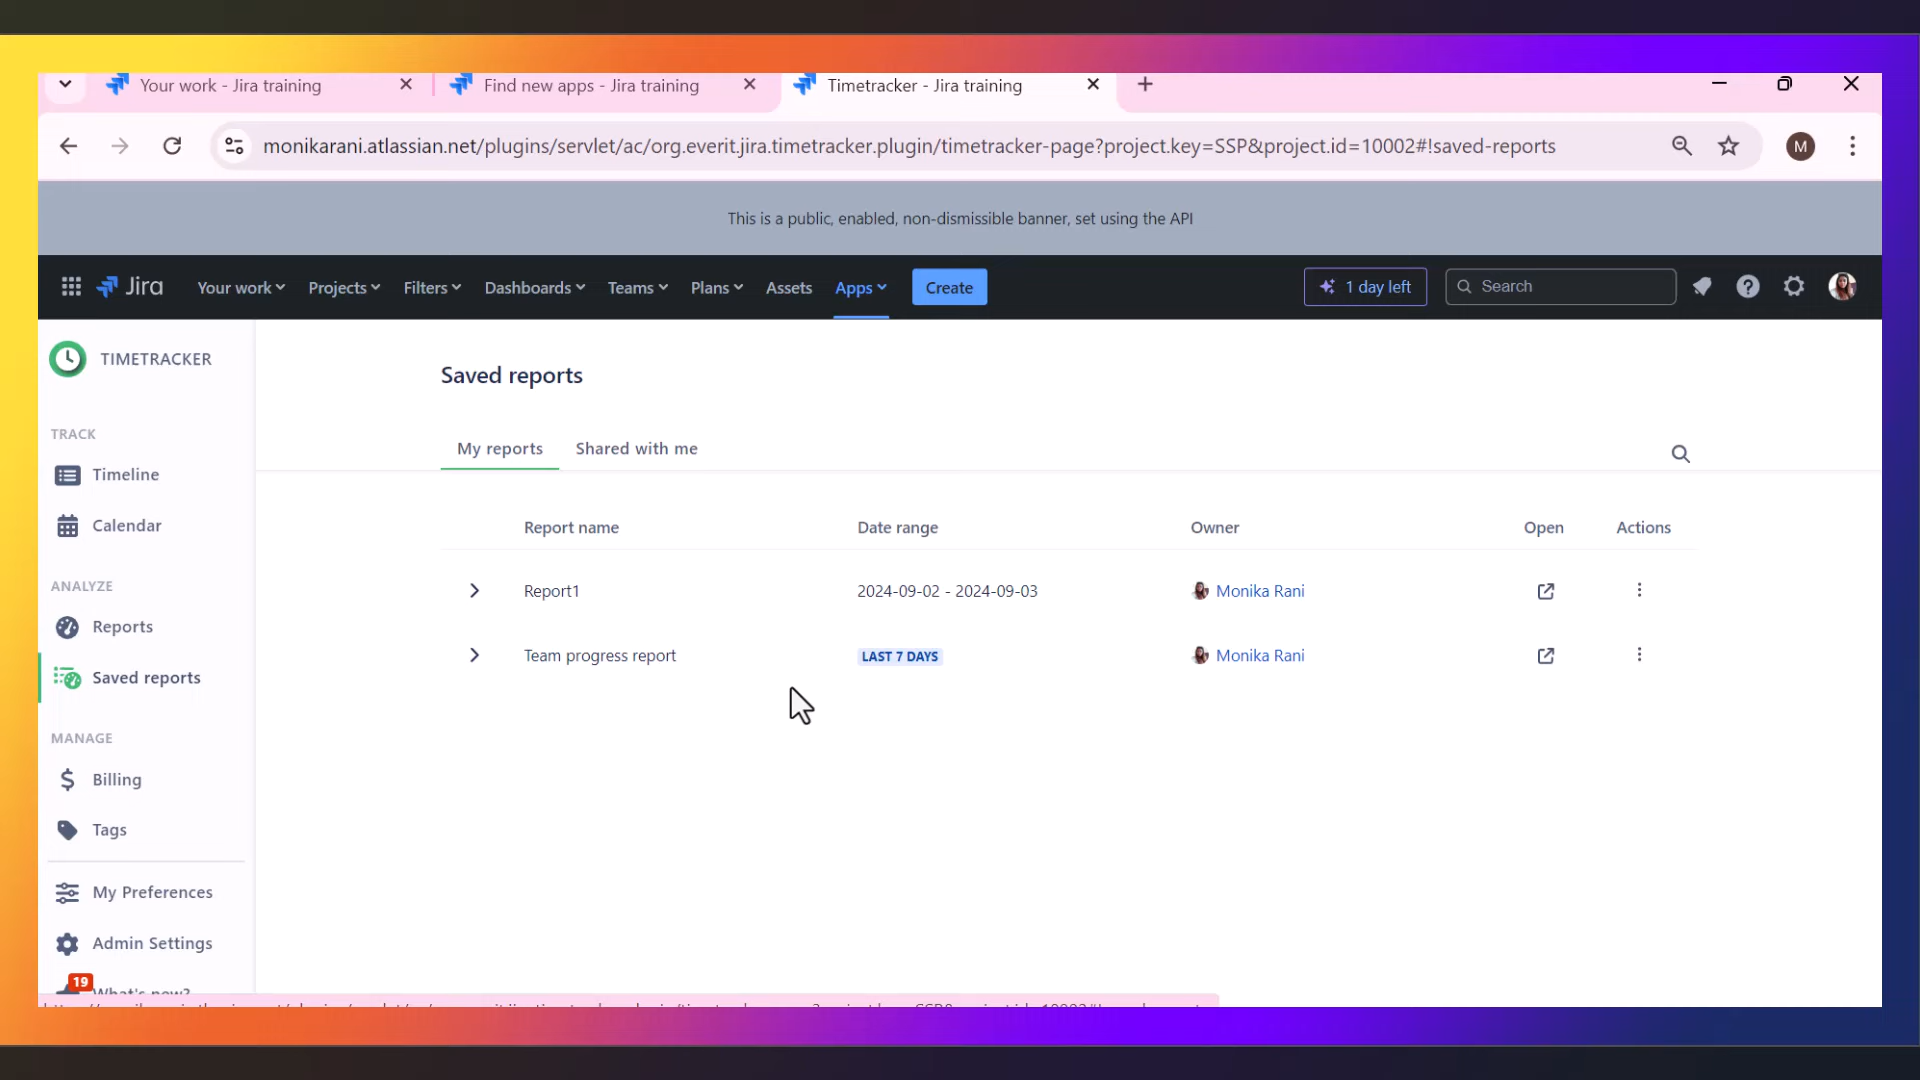 Your work - Jira training
Find new apps - Jira training
Timetracker - Jira training
monikarani.atlassian.net/plugins/servlet/ac/org.everit.jira.timetracker.plugin/timetracker-page?project.key=SSP&project.id=10002#!saved-reports
M
This is a public, enabled, non-dismissible banner, set using the API
Jira
Your work
Projects
Filters
Dashboards
Teams
Plans
Assets
Apps
Create
1 day left
Search
TIMETRACKER
TRACK
Timeline
Calendar
ANALYZE
Reports
Saved reports
MANAGE
Billing
Tags
My Preferences
Admin Settings
19
What's new?
Saved reports
My reports
Shared with me
Report name Date range Owner Open Actions
Report1 2024-09-02 - 2024-09-03 Monika Rani
Team progress report LAST 7 DAYS Monika Rani